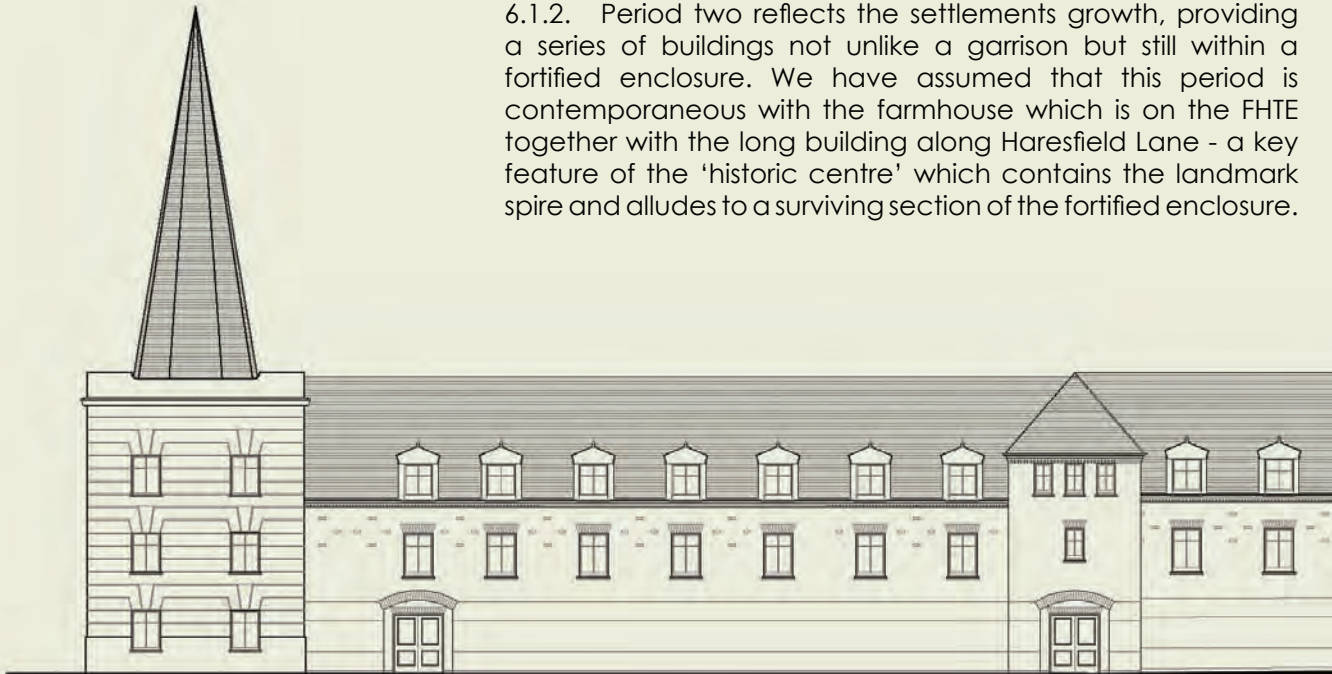 6.1.2. Period two reflects the settlements growth, providing
a series of buildings not unlike a garrison but still within a
fortified enclosure. We have assumed that this period is
contemporaneous with the farmhouse which is on the FHTE
together with the long building along Haresfield Lane - a key
feature of the ‘historic centre’ which contains the landmark
spire and alludes to a surviving section of the fortified enclosure.